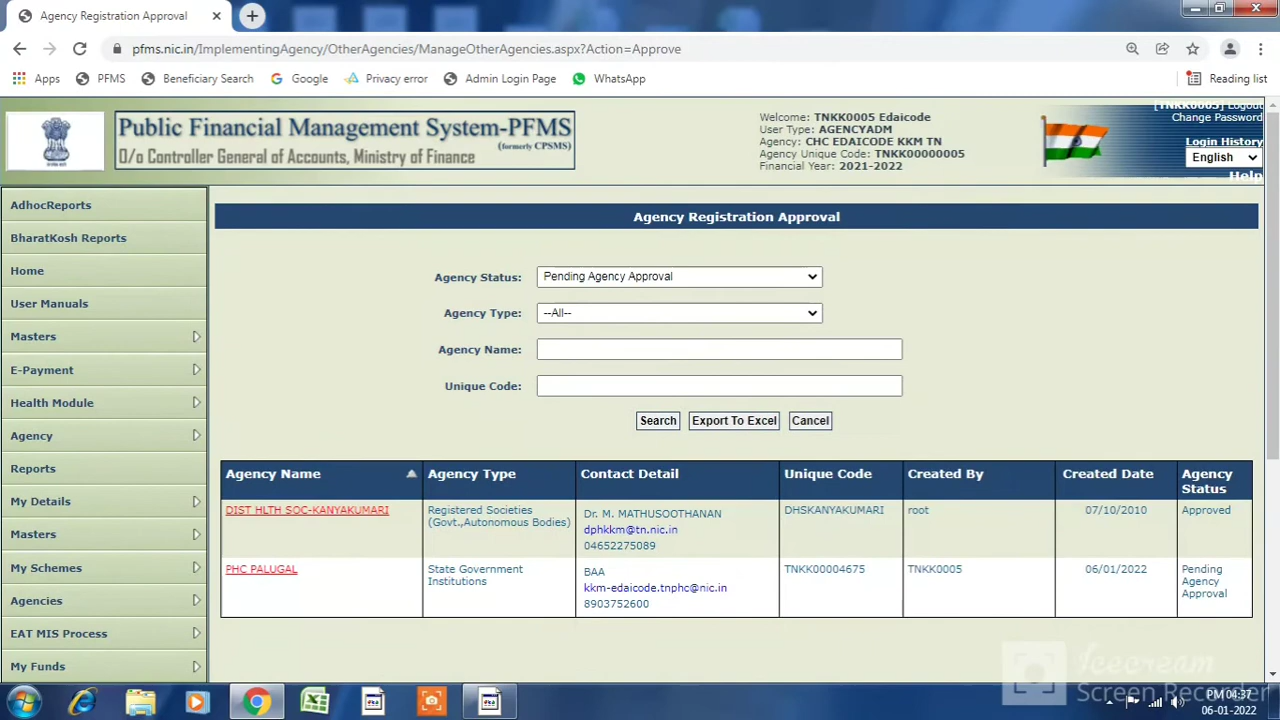 Agency Registration Approval
pfms.nic.in/ImplementingAgency/OtherAgencies/ManageOtherAgencies.aspx?Action=Approve
Apps PFMS Beneficiary Search Google Privacy error Admin Login Page WhatsApp Reading list
Public Financial Management System-PFMS
(formerly CPSMS)
O/o Controller General of Accounts, Ministry of Finance
Welcome: TNKK0005 Edaicode
User Type: AGENCYADM
Agency: CHC EDAICODE KKM TN
Agency Unique Code: TNKK00000005
Financial Year: 2021-2022
[TNKK0005] Logout
Change Password
Login History
English
Help
AdhocReports
BharatKosh Reports
Home
User Manuals
Masters
E-Payment
Health Module
Agency
Reports
My Details
Masters
My Schemes
Agencies
EAT MIS Process
My Funds
Agency Registration Approval
Agency Status: Pending Agency Approval
Agency Type: --All--
Agency Name:
Unique Code:
Search Export To Excel Cancel
Agency Name Agency Type Contact Detail Unique Code Created By Created Date Agency Status
DIST HLTH SOC-KANYAKUMARI
Registered Societies
(Govt.,Autonomous Bodies)
Dr. M. MATHUSOOTHANAN
dphkkm@tn.nic.in
04652275089
DHSKANYAKUMARI
root
07/10/2010
Approved
PHC PALUGAL
State Government
Institutions
BAA
kkm-edaicode.tnphc@nic.in
8903752600
TNKK00004675
TNKK0005
06/01/2022
Pending
Agency
Approval
Icecream
Screen Recorder
PM 04:37
06-01-2022